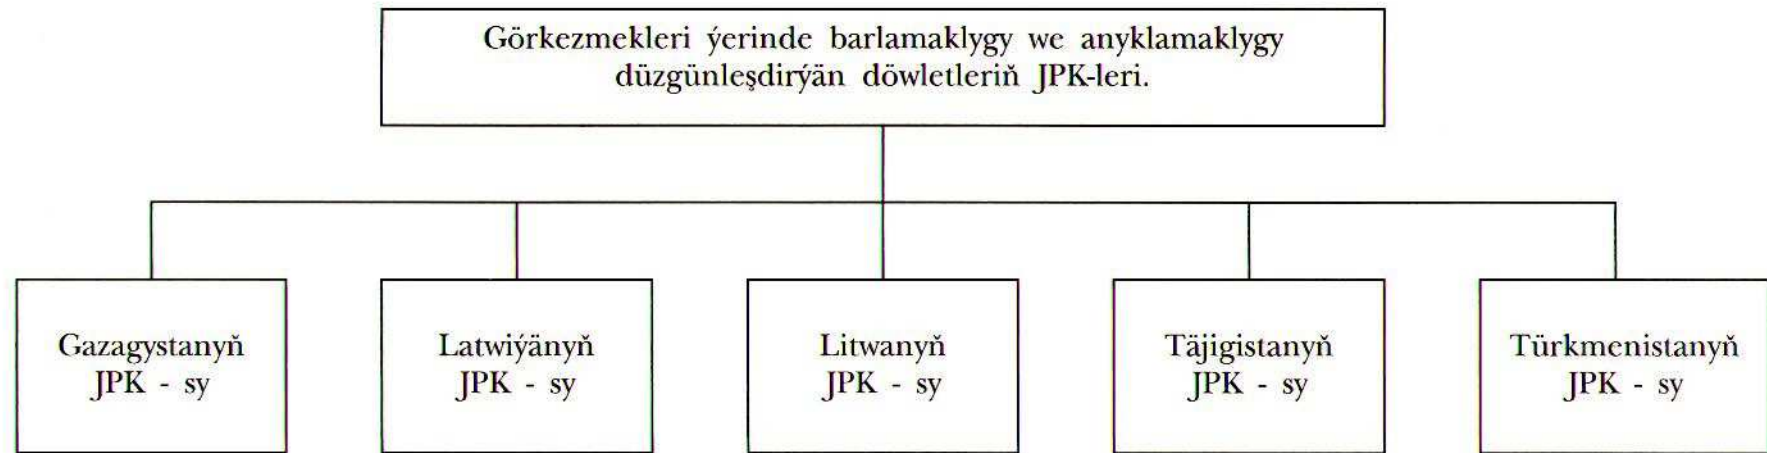 Görkezmekleri ýerinde barlamaklygy we anyklamaklygy
düzgünleşdirýän döwletleriň JPK-leri.
Gazagystanyň
JPK - sy
Latwiýänyň
JPK - sy
Litwanyň
JPK - sy
Täjigistanyň
JPK - sy
Türkmenistanyň
JPK - sy